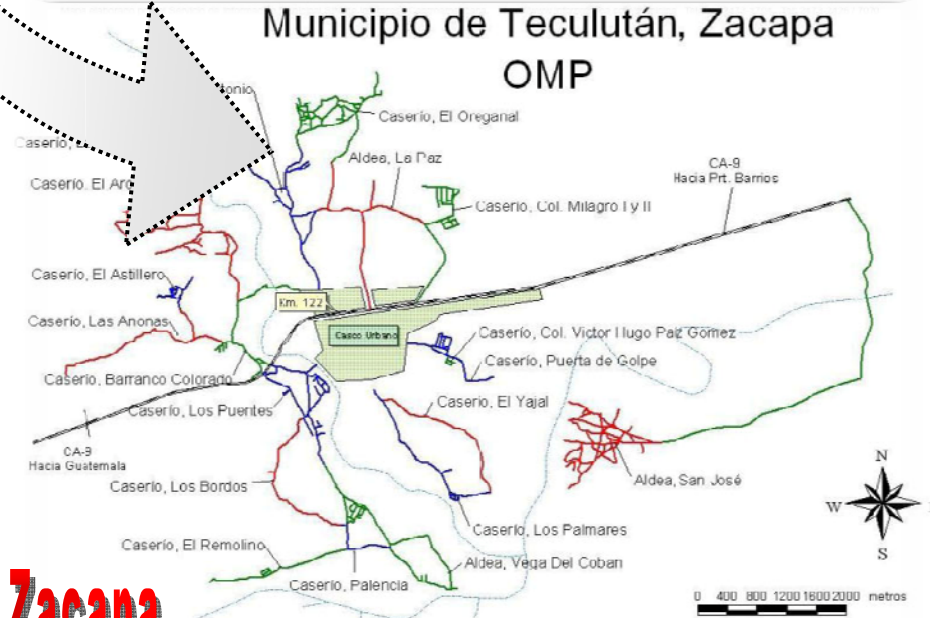 Municipio de Teculután, Zacapa
OMP
Caserío, El Oreganal
Caserío,
Aldea, La Paz
CA-9
Hacia Prt. Barrios
Caserío. El
Caserío, Col. Milagro I y II
Caserío, El Astillero
Km. 122
Caserío, Las Anonas
Casco Urbano
Caserío, Col. Victor Hugo Paz Gomez
Caserío, Puerta de Golpe
Caserío, Barranco Colorado
Caserío, El Yajal
Caserío, Los Puentes
CA-9
Hacia Guatemala
Caserío, Los Bordos
Aldea, San José
N
W
S
Caserío, Los Palmares
Caserío, El Remolino
Aldea, Vega Del Coban
Caserío, Palencia
Zacapa
0 400 800 1200 1600 2000 metros